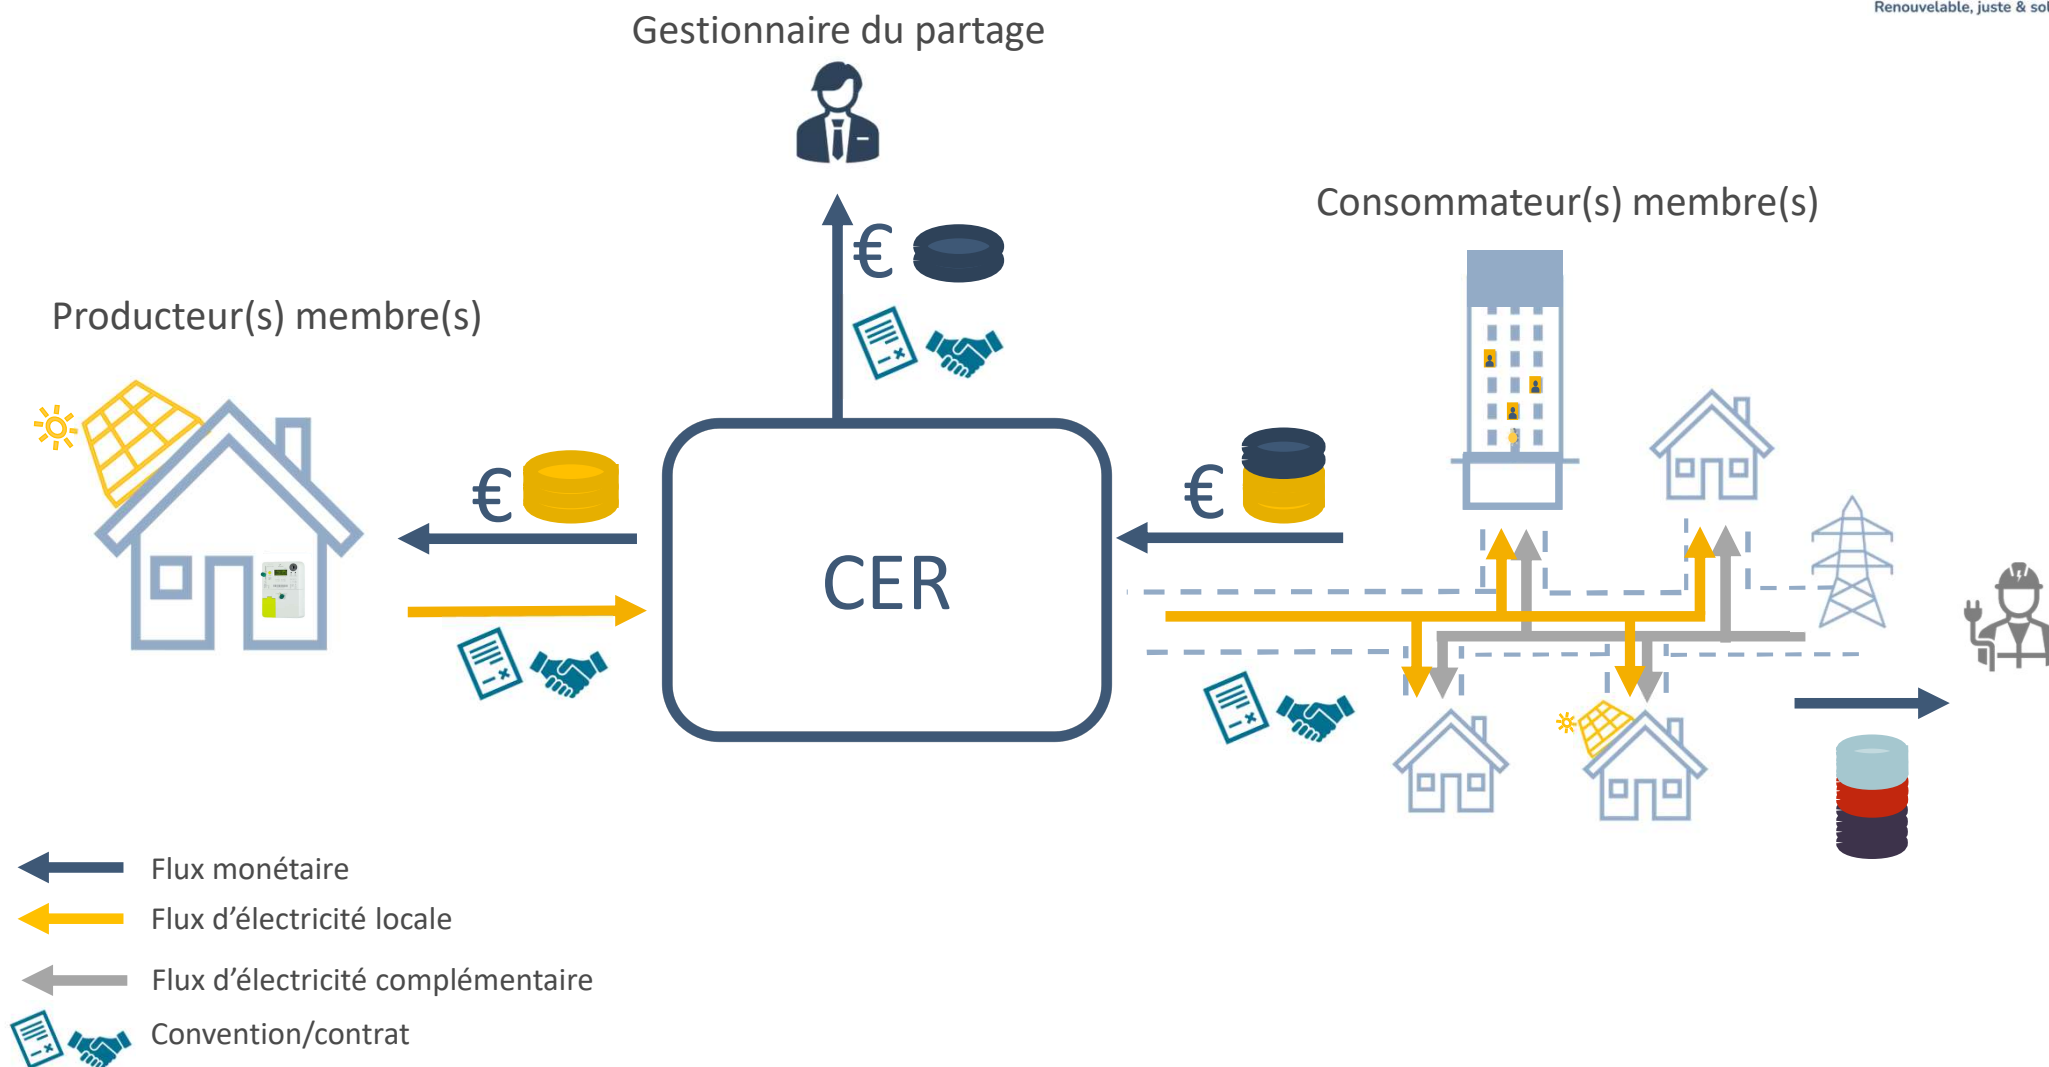 Renouvelable, juste & sol
Gestionnaire du partage
Consommateur(s) membre(s)
€
Producteur(s) membre(s)
€
€
CER
Flux monétaire
Flux d’électricité locale
Flux d’électricité complémentaire
Convention/contrat